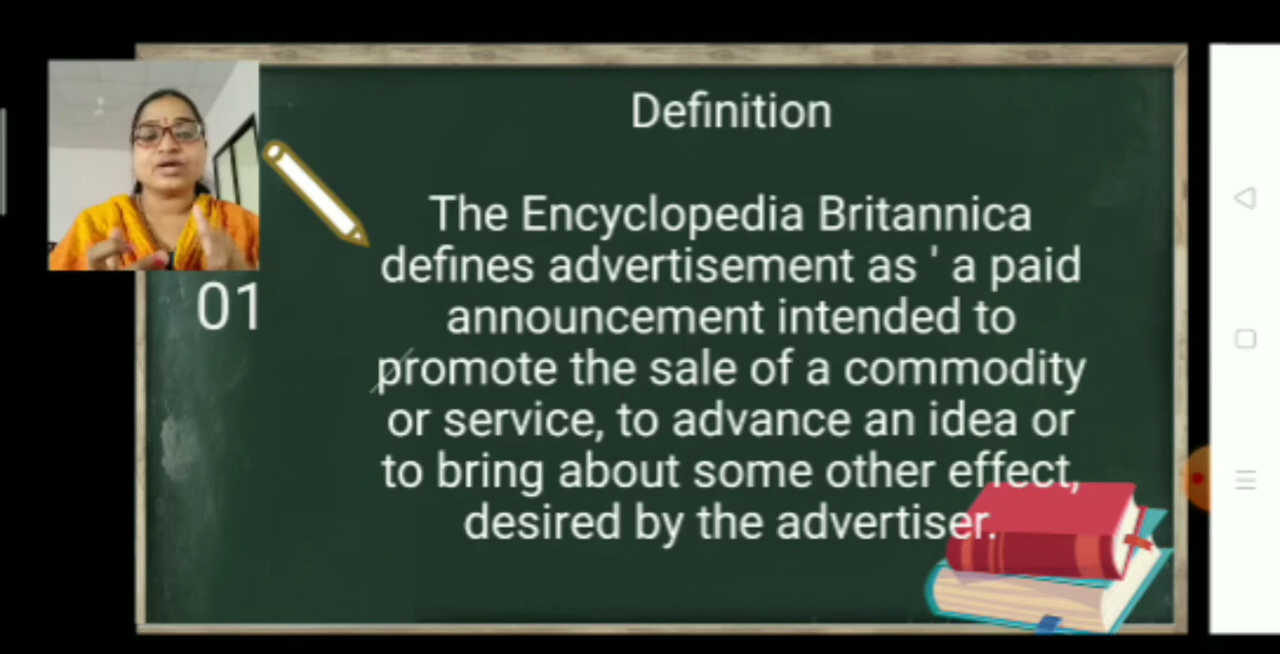 Definition
The Encyclopedia Britannica
defines advertisement as ' a paid
announcement intended to
promote the sale of a commodity
or service, to advance an idea or
to bring about some other effect,
desired by the advertiser.
01